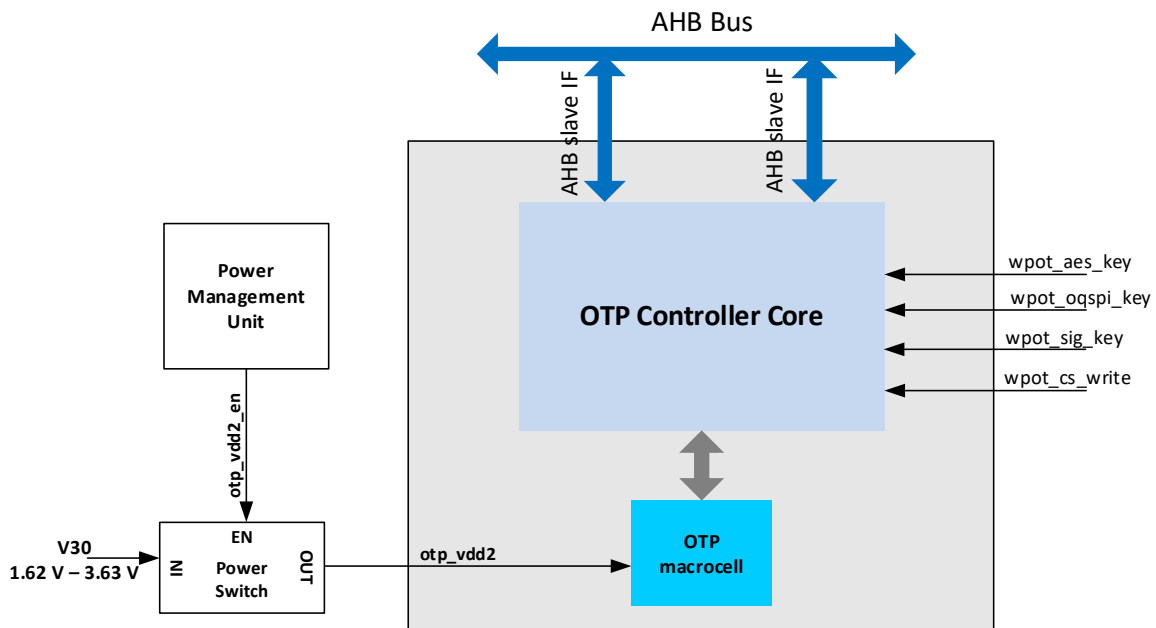 AHB Bus
AHB slave IF
AHB slave IF
Power
Management
Unit
OTP Controller Core
wpot_aes_key
wpot_oqspi_key
wpot_sig_key
wpot_cs_write
otp_vdd2_en
V30
1.62 V – 3.63 V
IN
EN
Power
Switch
OUT
otp_vdd2
OTP
macrocell